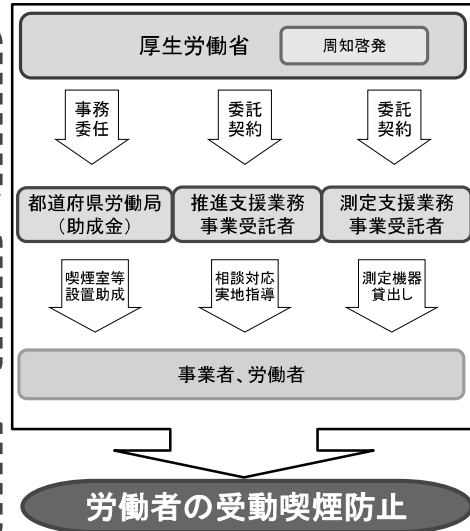 厚生労働省
周知啓発
事務
委任
委託
契約
委託
契約
都道府県労働局
（助成金）
推進支援業務
事業受託者
測定支援業務
事業受託者
喫煙室等
設置助成
相談対応
実地指導
測定機器
貸出し
事業者、労働者
労働者の受動喫煙防止